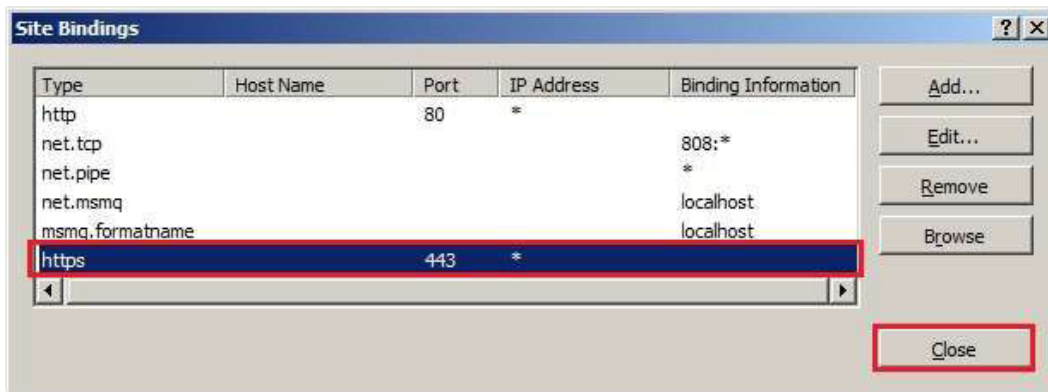 Site Bindings
Type Host Name Port IP Address Binding Information
http 80 *
net.tcp 808:*
net.pipe *
net.msmq localhost
msmq.formatname localhost
https 443 *
Add...
Edit...
Remove
Browse
Close